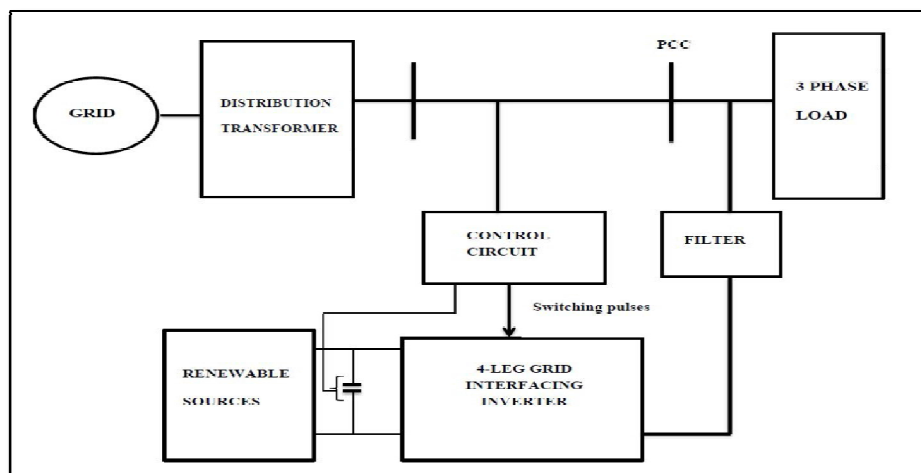 PCC
GRID
DISTRIBUTION
TRANSFORMER
3 PHASE
LOAD
CONTROL
CIRCUIT
FILTER
Switching pulses
RENEWABLE
SOURCES
4-LEG GRID
INTERFACING
INVERTER